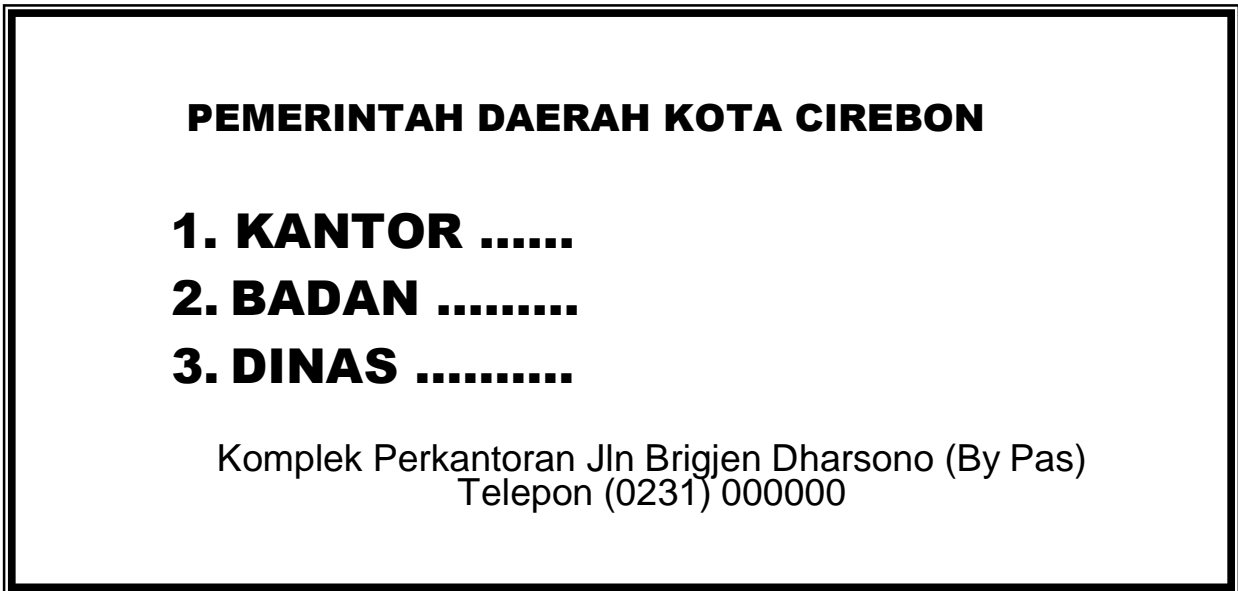 PEMERINTAH DAERAH KOTA CIREBON
1. KANTOR ......
2. BADAN .........
3. DINAS ..........
Komplek Perkantoran Jln Brigjen Dharsono (By Pas)
Telepon (0231) 000000